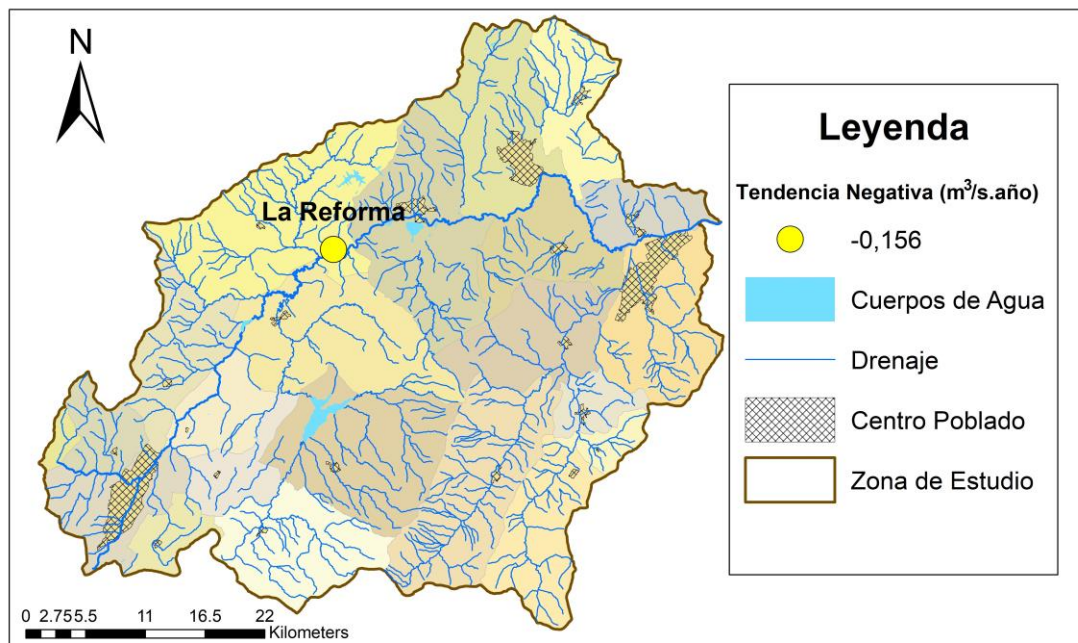 N
La Reforma
0 2.755.5 11 16.5 22
Kilometers
Leyenda
Tendencia Negativa (m³/s.año)
-0,156
Cuerpos de Agua
Drenaje
Centro Poblado
Zona de Estudio